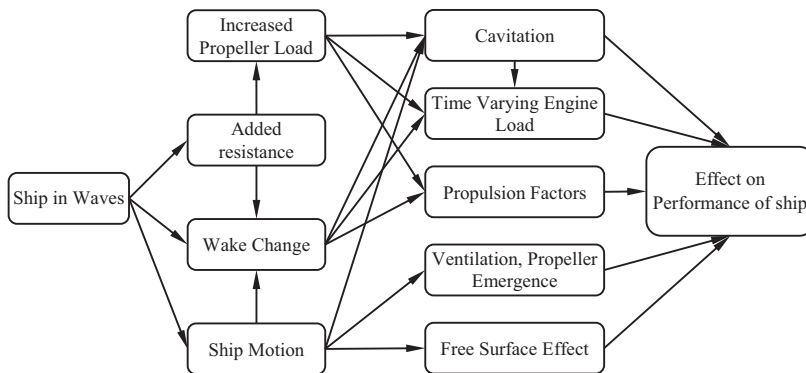 Increased
Propeller Load
Cavitation
Time Varying Engine
Load
Added
resistance
Ship in Waves
Propulsion Factors
Effect on
Performance of ship
Wake Change
Ventilation, Propeller
Emergence
Ship Motion
Free Surface Effect